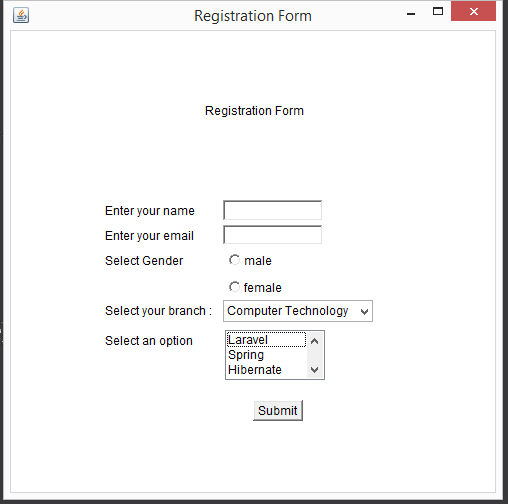 Registration Form
Registration Form
Enter your name
Enter your email
Select Gender male
female
Select your branch : Computer Technology
Select an option Laravel
Spring
Hibernate
Submit